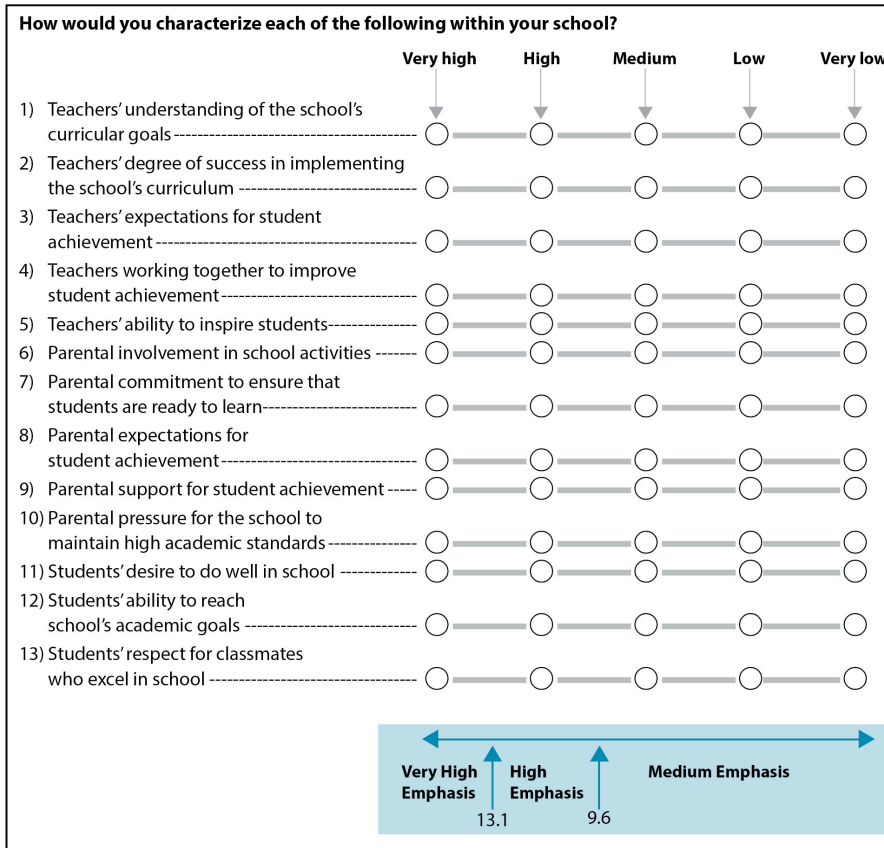 How would you characterize each of the following within your school?
Very high High Medium Low Very low
1) Teachers’ understanding of the school’s
curricular goals
2) Teachers’ degree of success in implementing
the school’s curriculum
3) Teachers’ expectations for student
achievement
4) Teachers working together to improve
student achievement
5) Teachers’ ability to inspire students
6) Parental involvement in school activities
7) Parental commitment to ensure that
students are ready to learn
8) Parental expectations for
student achievement
9) Parental support for student achievement
10) Parental pressure for the school to
maintain high academic standards
11) Students’ desire to do well in school
12) Students’ ability to reach
school’s academic goals
13) Students’ respect for classmates
who excel in school
Very High High Medium Emphasis
Emphasis Emphasis
13.1 9.6